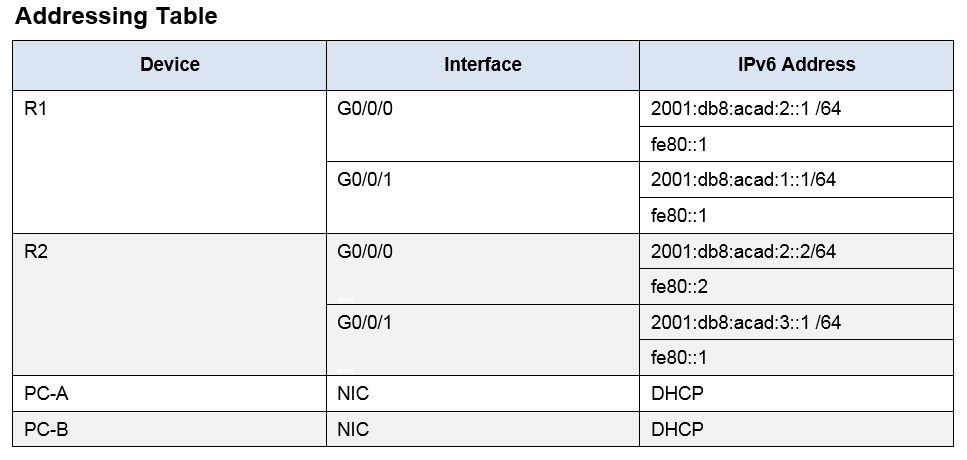 Addressing Table
Device Interface IPv6 Address
R1 G0/0/0 2001:db8:acad:2::1 /64
fe80::1
G0/0/1 2001:db8:acad:1::1/64
fe80::1
R2 G0/0/0 2001:db8:acad:2::2/64
fe80::2
G0/0/1 2001:db8:acad:3::1 /64
fe80::1
PC-A NIC DHCP
PC-B NIC DHCP